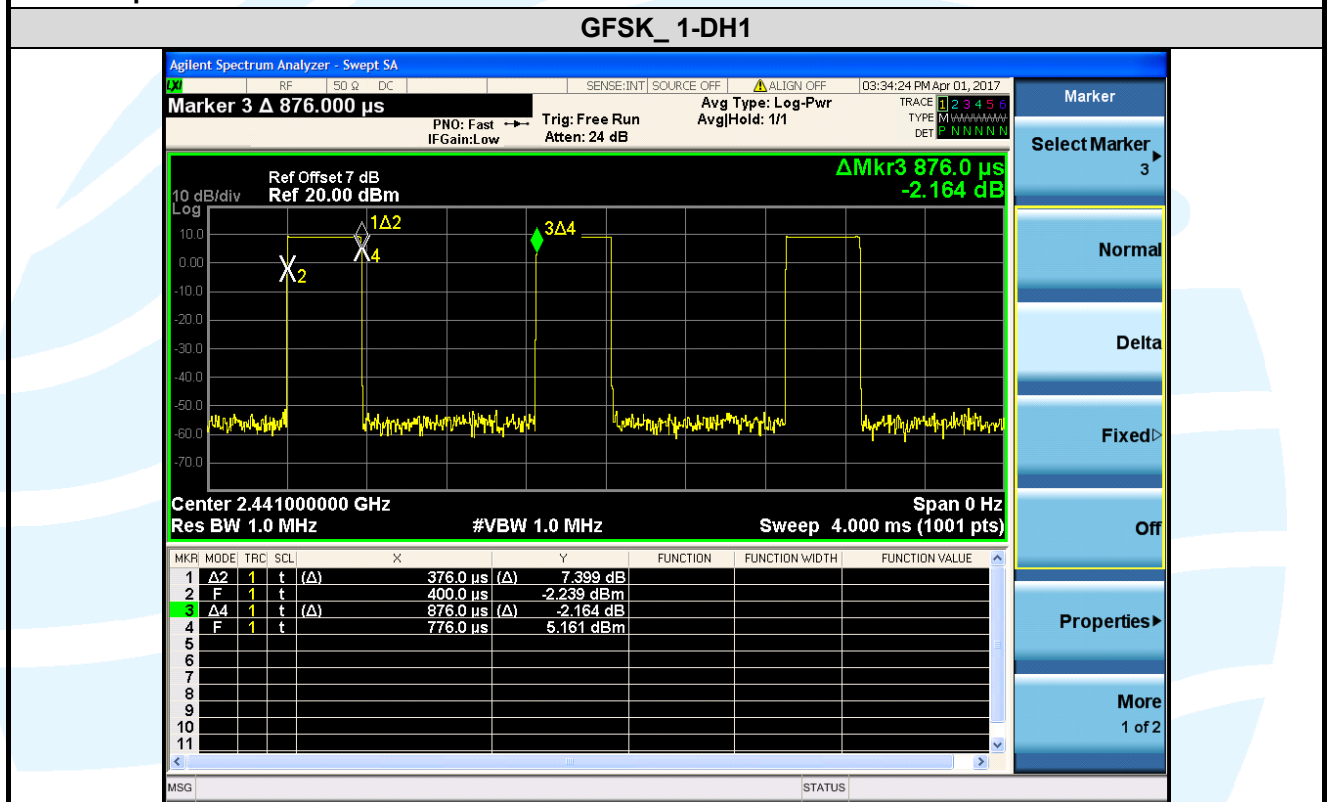 GFSK_ 1-DH1
Agilent Spectrum Analyzer - Swept SA
LXI RF 50 Ω DC SENSE:INT SOURCE OFF ALIGN OFF 03:34:24 PM Apr 01, 2017
Marker 3 Δ 876.000 µs
PNO: Fast
IFGain:Low
Trig: Free Run
Atten: 24 dB
Avg Type: Log-Pwr
Avg|Hold: 1/1
TRACE 1 2 3 4 5 6
TYPE M WWWWW
DET P N N N N N
ΔMkr3 876.0 µs
-2.164 dB
Ref Offset 7 dB
10 dB/div Ref 20.00 dBm
Log
10.0
0.00
-10.0
-20.0
-30.0
-40.0
-50.0
-60.0
-70.0
1Δ2
4
2
3Δ4
Center 2.441000000 GHz Span 0 Hz
Res BW 1.0 MHz #VBW 1.0 MHz Sweep 4.000 ms (1001 pts)
MKR MODE TRC SCL X Y FUNCTION FUNCTION WIDTH FUNCTION VALUE
1 Δ2 1 t (Δ) 376.0 µs (Δ) 7.399 dB
2 F 1 t 400.0 µs -2.239 dBm
3 Δ4 1 t (Δ) 876.0 µs (Δ) -2.164 dB
4 F 1 t 776.0 µs 5.161 dBm
5
6
7
8
9
10
11
MSG STATUS
Marker
Select Marker
3
Normal
Delta
Fixed
Off
Properties
More
1 of 2